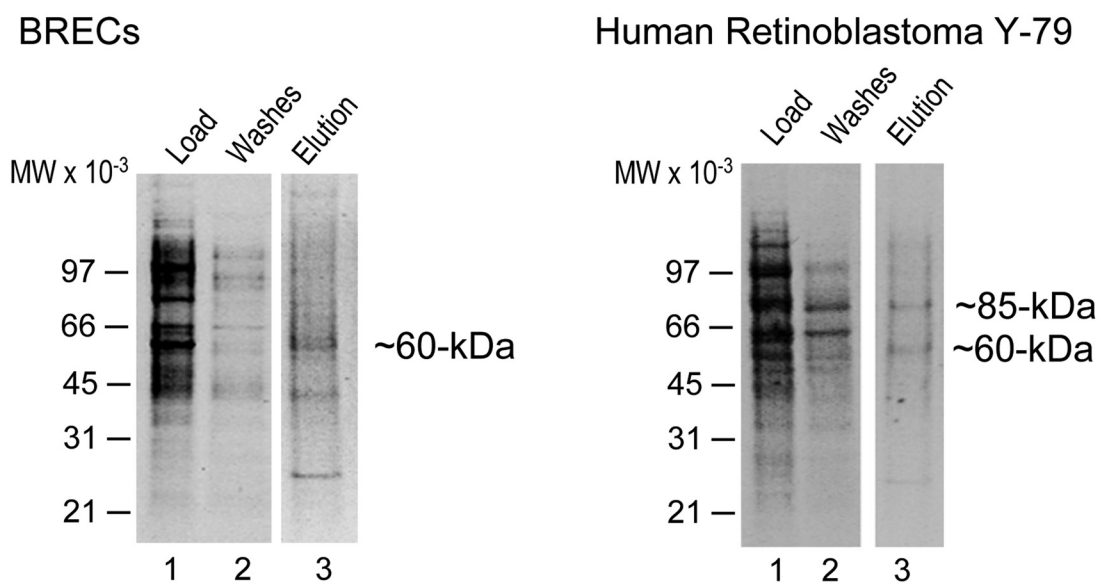 BRECs
Load Washes Elution
MW x 10-3
97
66
~60-kDa
45
31
21
1 2 3
Human Retinoblastoma Y-79
Load Washes Elution
MW x 10-3
97
~85-kDa
66
~60-kDa
45
31
21
1 2 3